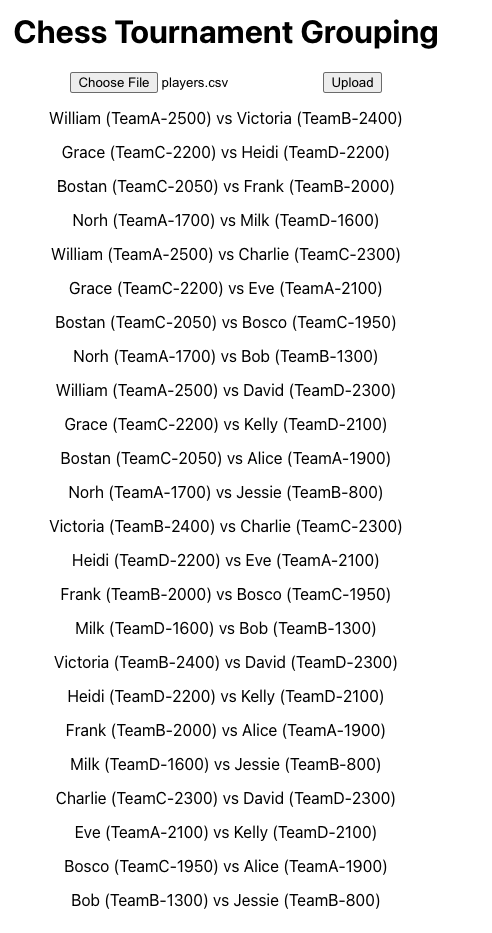 Chess Tournament Grouping
Choose File players.csv Upload
William (TeamA-2500) vs Victoria (TeamB-2400)
Grace (TeamC-2200) vs Heidi (TeamD-2200)
Bostan (TeamC-2050) vs Frank (TeamB-2000)
Norh (TeamA-1700) vs Milk (TeamD-1600)
William (TeamA-2500) vs Charlie (TeamC-2300)
Grace (TeamC-2200) vs Eve (TeamA-2100)
Bostan (TeamC-2050) vs Bosco (TeamC-1950)
Norh (TeamA-1700) vs Bob (TeamB-1300)
William (TeamA-2500) vs David (TeamD-2300)
Grace (TeamC-2200) vs Kelly (TeamD-2100)
Bostan (TeamC-2050) vs Alice (TeamA-1900)
Norh (TeamA-1700) vs Jessie (TeamB-800)
Victoria (TeamB-2400) vs Charlie (TeamC-2300)
Heidi (TeamD-2200) vs Eve (TeamA-2100)
Frank (TeamB-2000) vs Bosco (TeamC-1950)
Milk (TeamD-1600) vs Bob (TeamB-1300)
Victoria (TeamB-2400) vs David (TeamD-2300)
Heidi (TeamD-2200) vs Kelly (TeamD-2100)
Frank (TeamB-2000) vs Alice (TeamA-1900)
Milk (TeamD-1600) vs Jessie (TeamB-800)
Charlie (TeamC-2300) vs David (TeamD-2300)
Eve (TeamA-2100) vs Kelly (TeamD-2100)
Bosco (TeamC-1950) vs Alice (TeamA-1900)
Bob (TeamB-1300) vs Jessie (TeamB-800)